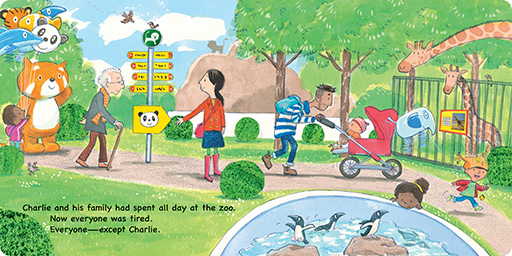 Charlie and his family had spent all day at the zoo.
Now everyone was tired.
Everyone—except Charlie.